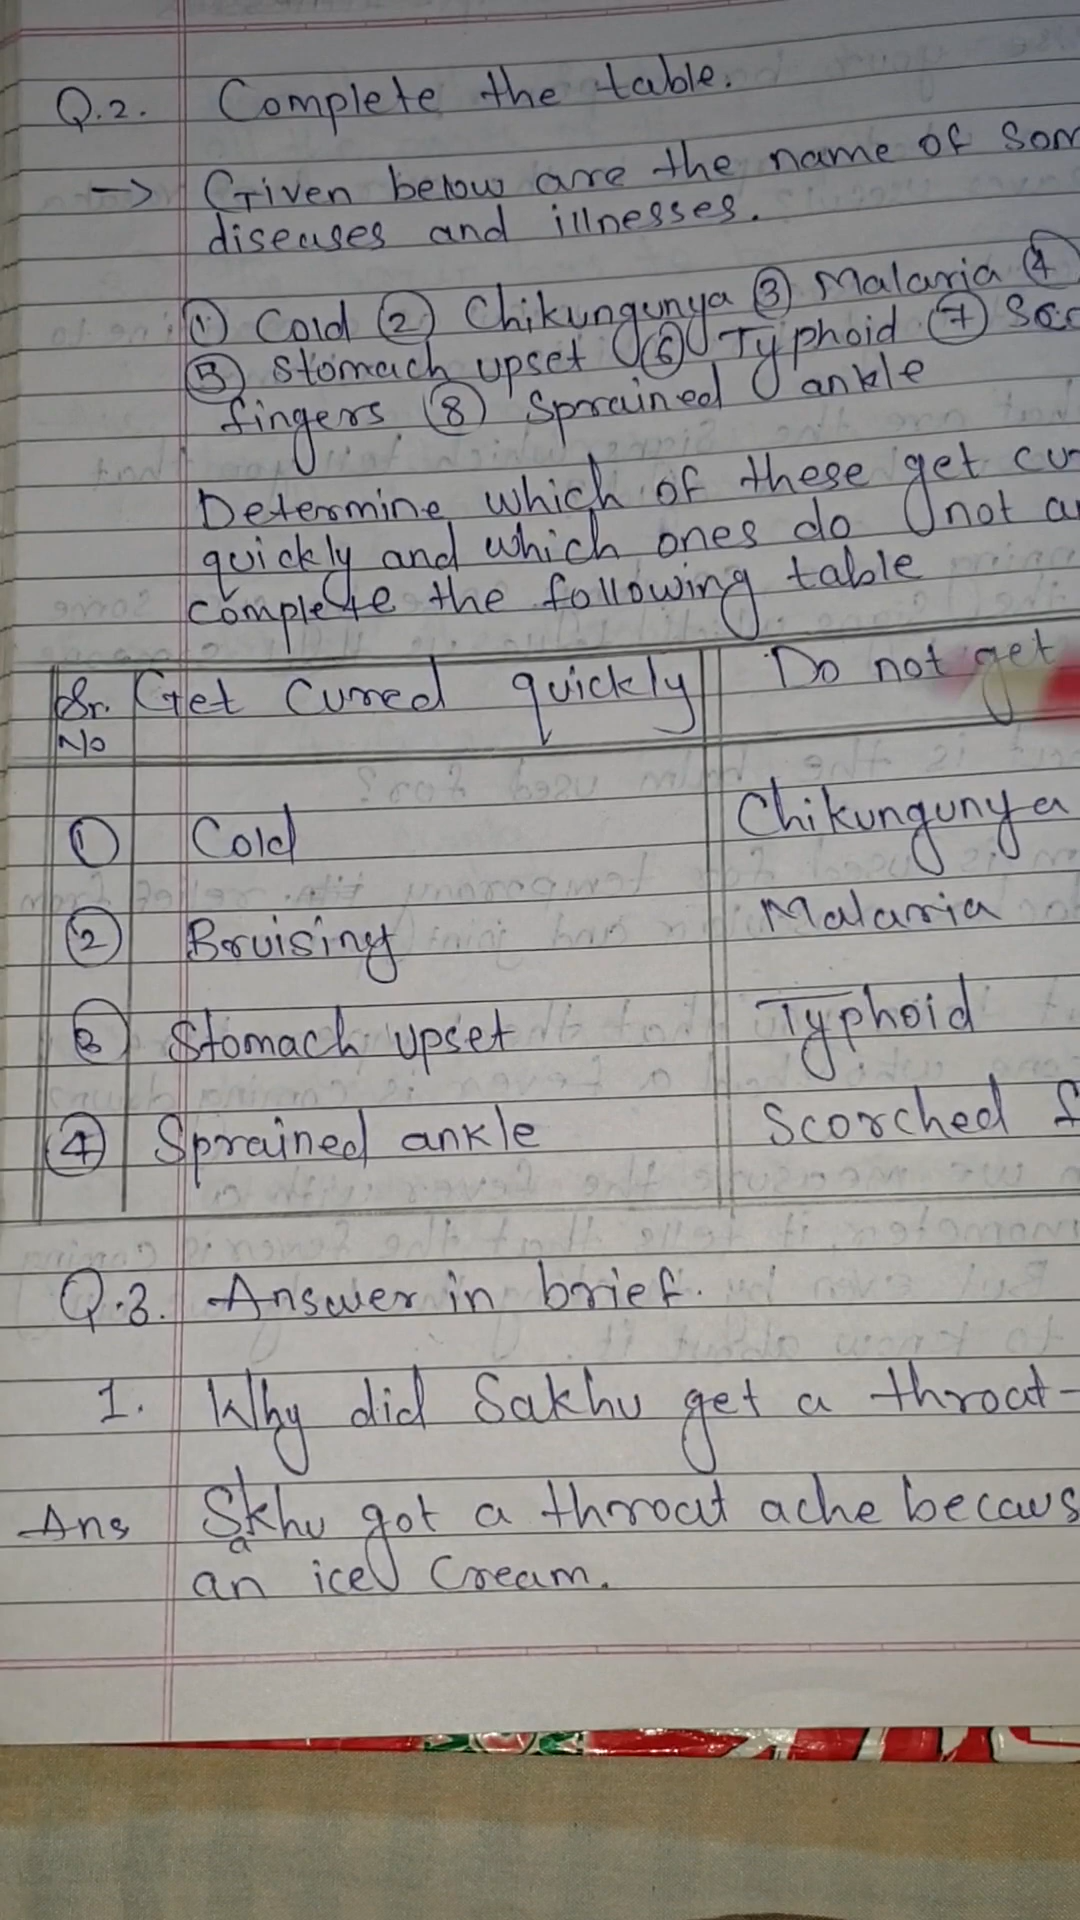 Q.2. Complete the table.
→ Given below are the name of som
diseases and illnesses.
① Cold ② Chikungunya ③ Malaria ④
⑤ Stomach upset ⑥ Typhoid ⑦ Sco
fingers ⑧ Sprained ankle
Determine which of these get cur
quickly and which ones do not an
complete the following table
Sr. No Get Cured quickly Do not get
① Cold Chikungunya
② Bruising Malaria
③ Stomach upset Typhoid
④ Sprained ankle Scorched f
Q.3. Answer in brief.
1. Why did Sakhu get a throat-
Ans Sakhu got a throat ache becaus
an ice cream.